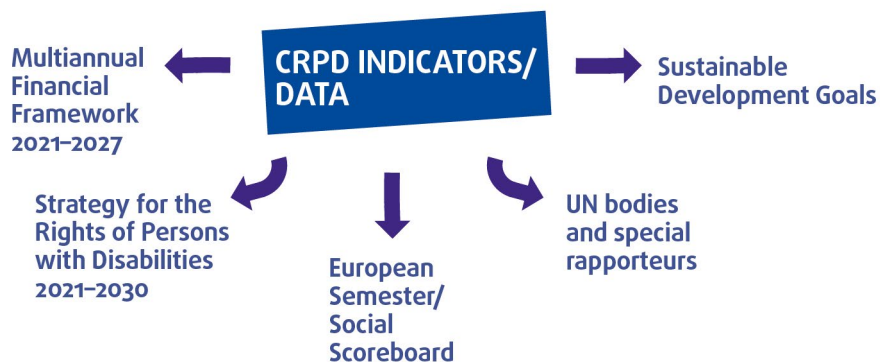 CRPD INDICATORS/
DATA
Multiannual
Financial
Framework
2021–2027
Sustainable
Development Goals
Strategy for the
Rights of Persons
with Disabilities
2021–2030
European
Semester/
Social
Scoreboard
UN bodies
and special
rapporteurs